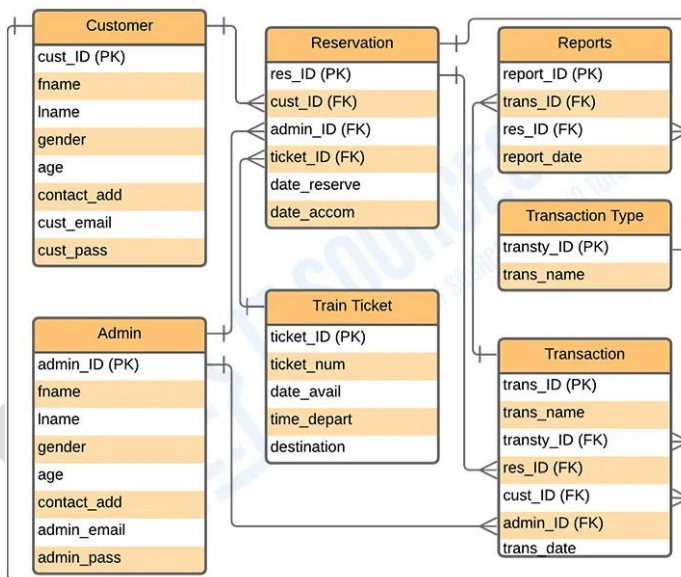 Customer
cust_ID (PK)
fname
lname
gender
age
contact_add
cust_email
cust_pass
Reservation
res_ID (PK)
cust_ID (FK)
admin_ID (FK)
ticket_ID (FK)
date_reserve
date_accom
Reports
report_ID (PK)
trans_ID (FK)
res_ID (FK)
report_date
Transaction Type
transty_ID (PK)
trans_name
Admin
admin_ID (PK)
fname
lname
gender
age
contact_add
admin_email
admin_pass
Train Ticket
ticket_ID (PK)
ticket_num
date_avail
time_depart
destination
Transaction
trans_ID (PK)
trans_name
transty_ID (FK)
res_ID (FK)
cust_ID (FK)
admin_ID (FK)
trans_date